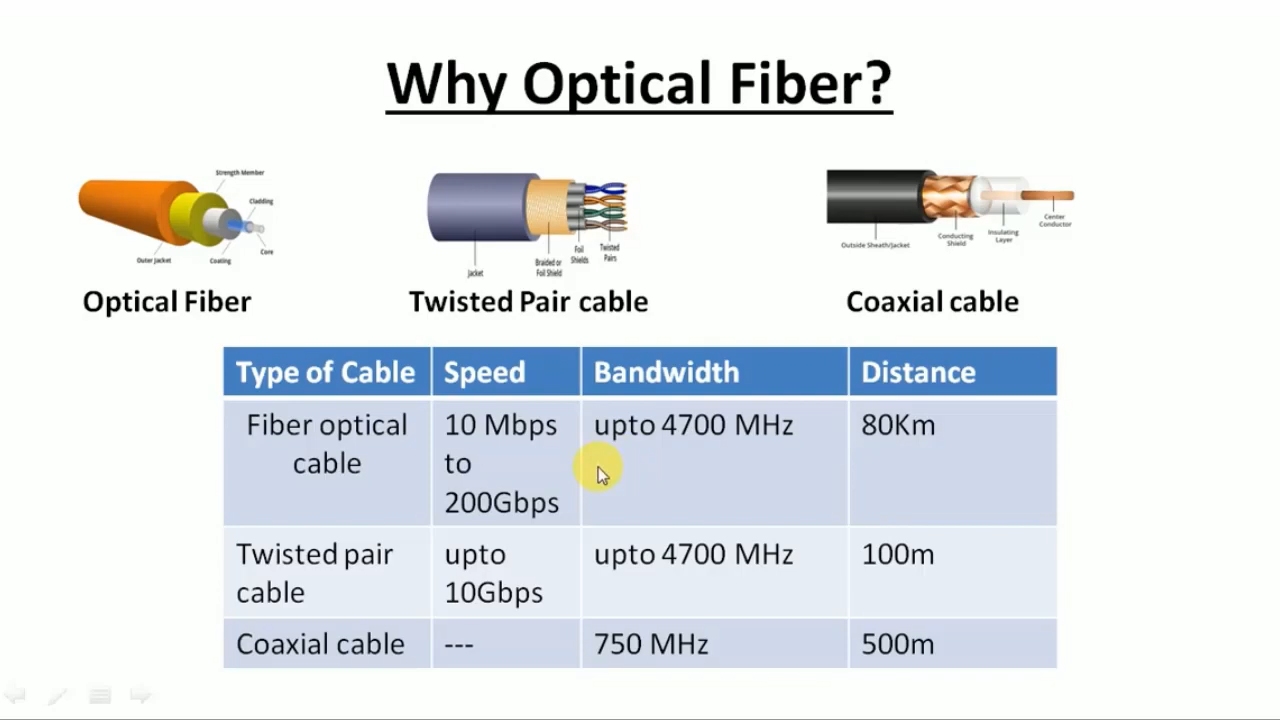 Why Optical Fiber?
Strength Member
Cladding
Core
Coating
Outer Jacket
Optical Fiber
Jacket
Braided or
Foil Shield
Foil
Shields
Twisted
Pairs
Twisted Pair cable
Outside Sheath/Jacket
Conducting
Shield
Insulating
Layer
Center
Conductor
Coaxial cable
Type of Cable Speed Bandwidth Distance
Fiber optical 10 Mbps upto 4700 MHz 80Km
cable to
200Gbps
Twisted pair upto upto 4700 MHz 100m
cable 10Gbps
Coaxial cable --- 750 MHz 500m